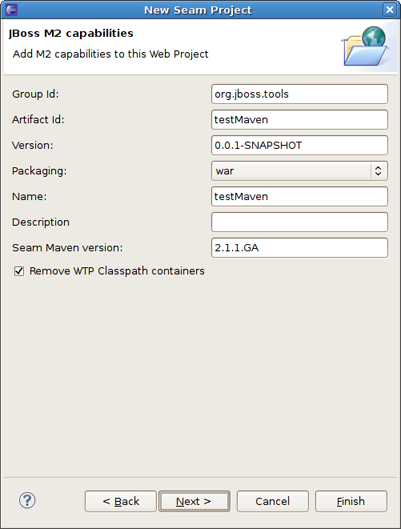 New Seam Project
JBoss M2 capabilities
Add M2 capabilities to this Web Project
Group Id: org.jboss.tools
Artifact Id: testMaven
Version: 0.0.1-SNAPSHOT
Packaging: war
Name: testMaven
Description
Seam Maven version: 2.1.1.GA
Remove WTP Classpath containers
? < Back Next > Cancel Finish